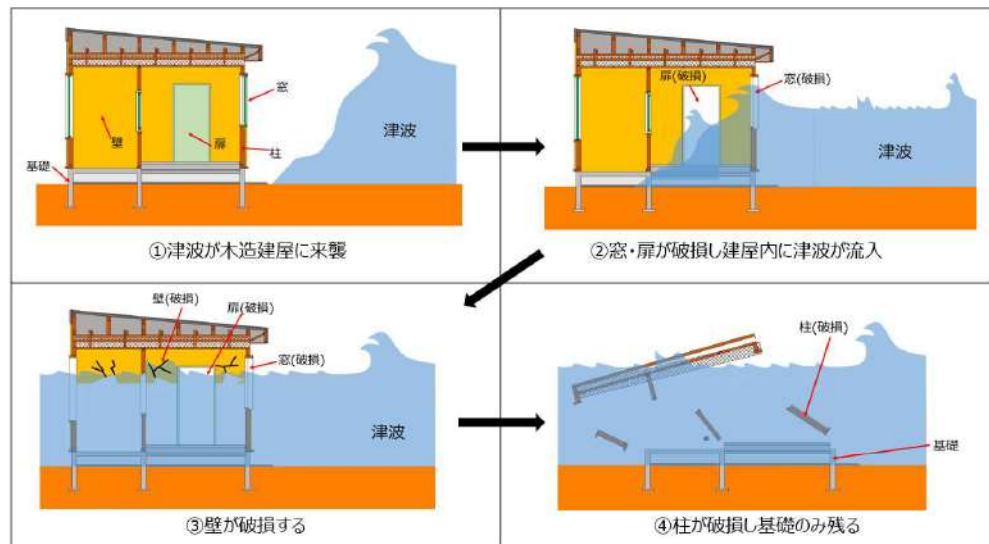 窓
津波
壁
扉
柱
基礎
①津波が木造建屋に来襲
扉(破損)
窓(破損)
津波
②窓・扉が破損し建屋内に津波が流入
壁(破損)
扉(破損)
窓(破損)
津波
③壁が破損する
柱(破損)
基礎
④柱が破損し基礎のみ残る